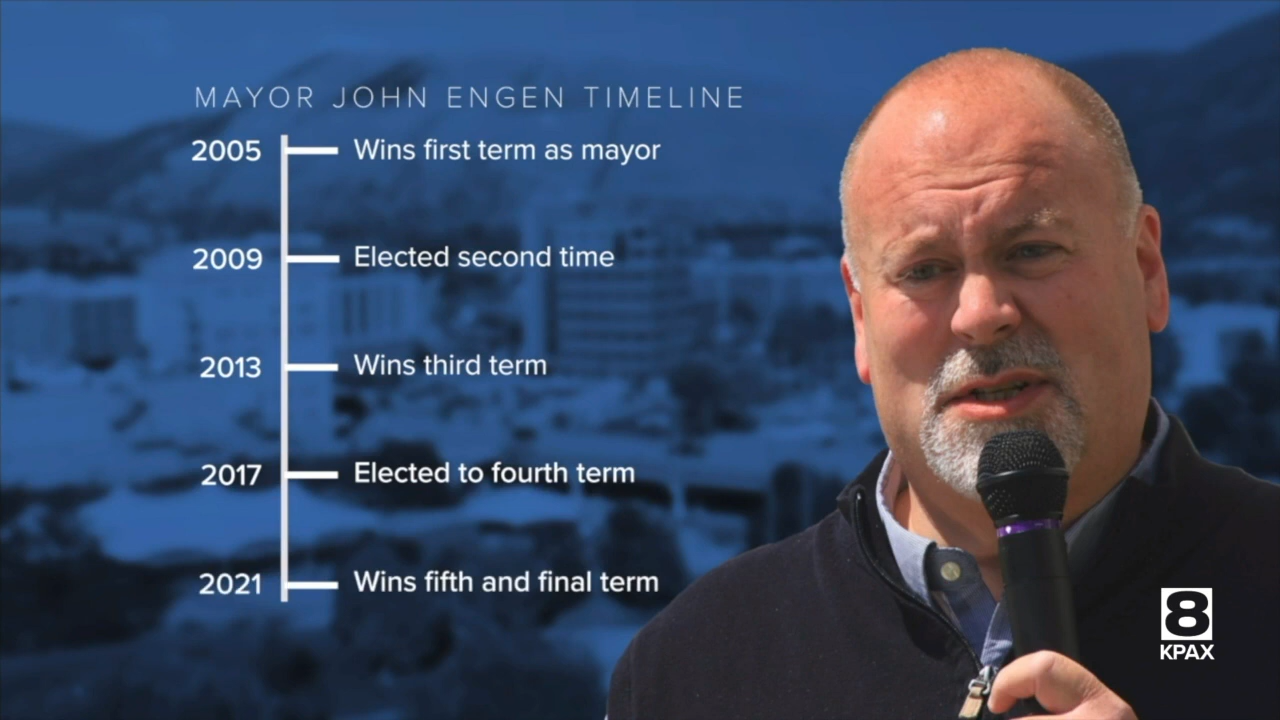 MAYOR JOHN ENGEN TIMELINE
2005 Wins first term as mayor
2009 Elected second time
2013 Wins third term
2017 Elected to fourth term
2021 Wins fifth and final term
8
KPAX